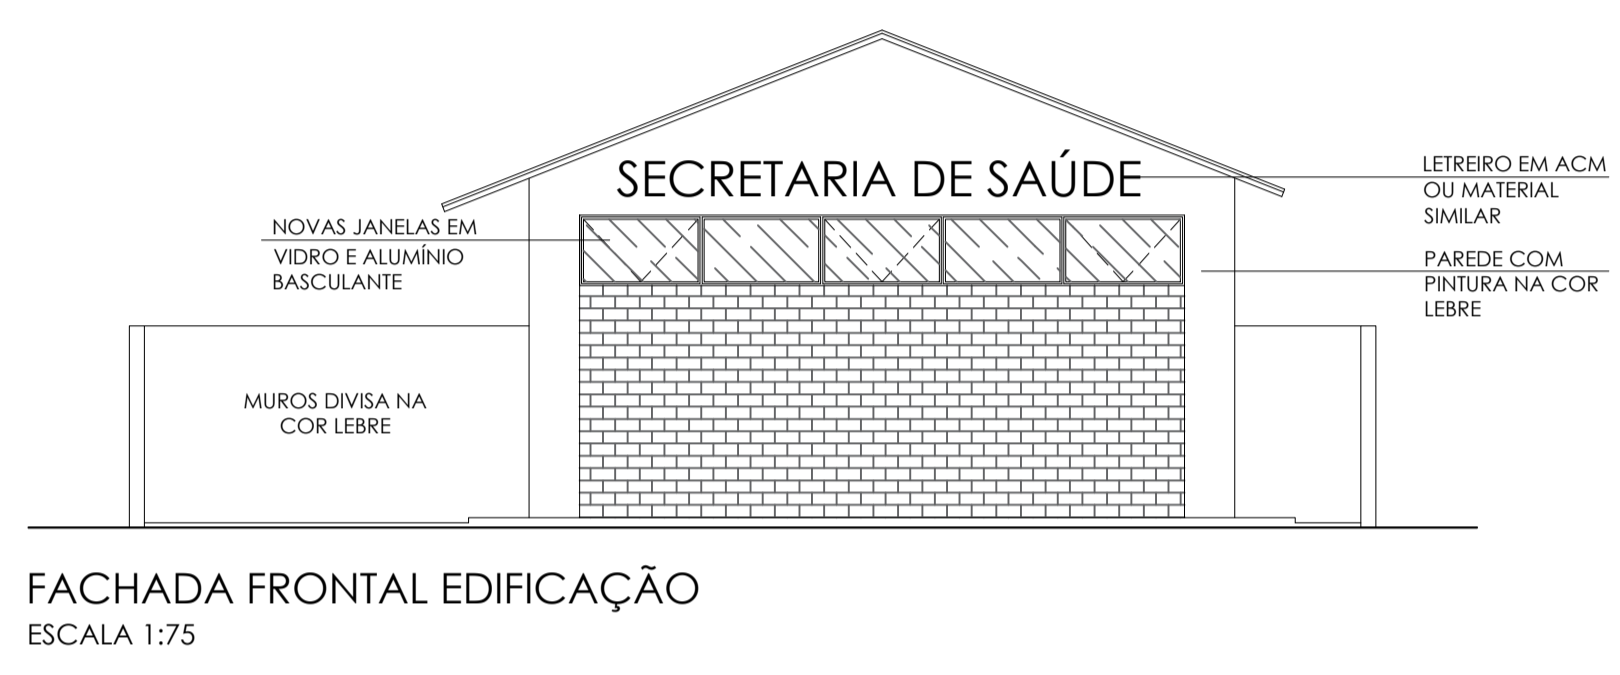 SECRETARIA DE SAÚDE
LETREIRO EM ACM
OU MATERIAL
SIMILAR
NOVAS JANELAS EM
VIDRO E ALUMÍNIO
BASCULANTE
PAREDE COM
PINTURA NA COR
LEBRE
MUROS DIVISA NA
COR LEBRE
FACHADA FRONTAL EDIFICAÇÃO
ESCALA 1:75